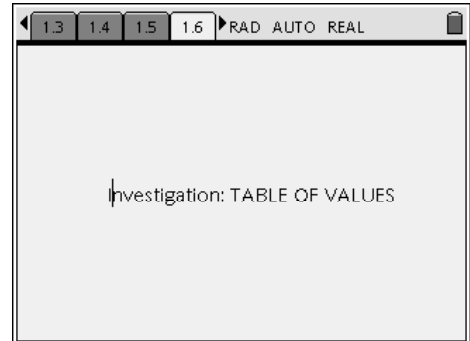 1.3 1.4 1.5 1.6 RAD AUTO REAL
Investigation: TABLE OF VALUES